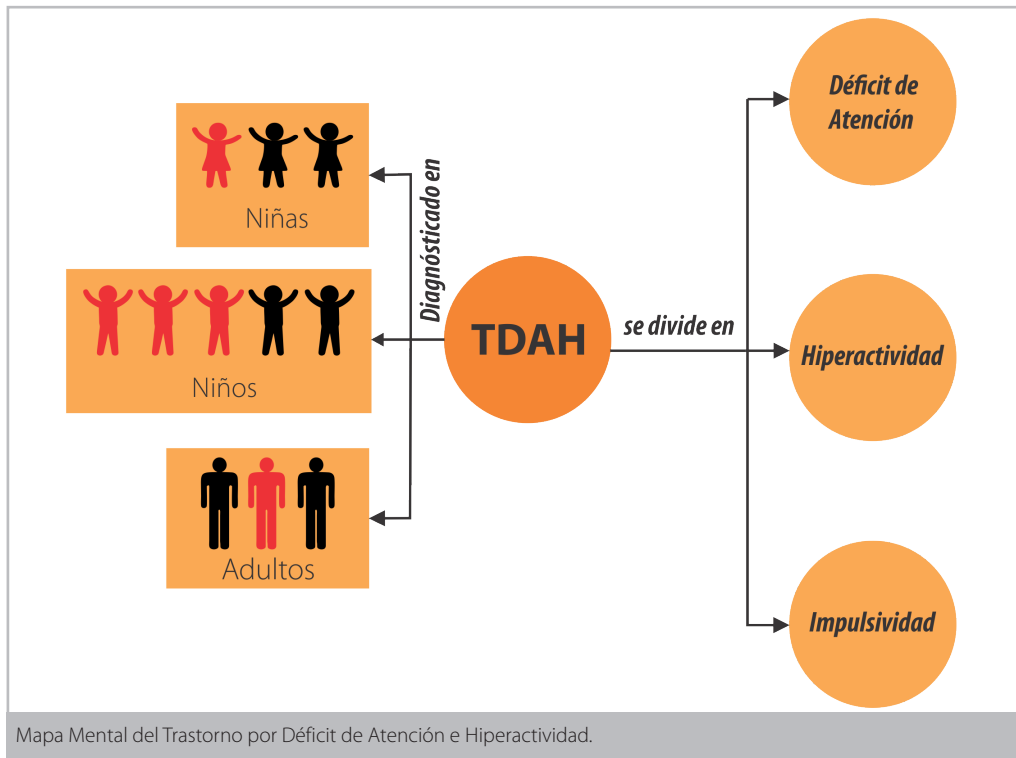 Déficit de
Atención
Niñas
Diagnósticado en
Niños
TDAH
se divide en
Hiperactividad
Adultos
Impulsividad
Mapa Mental del Trastorno por Déficit de Atención e Hiperactividad.